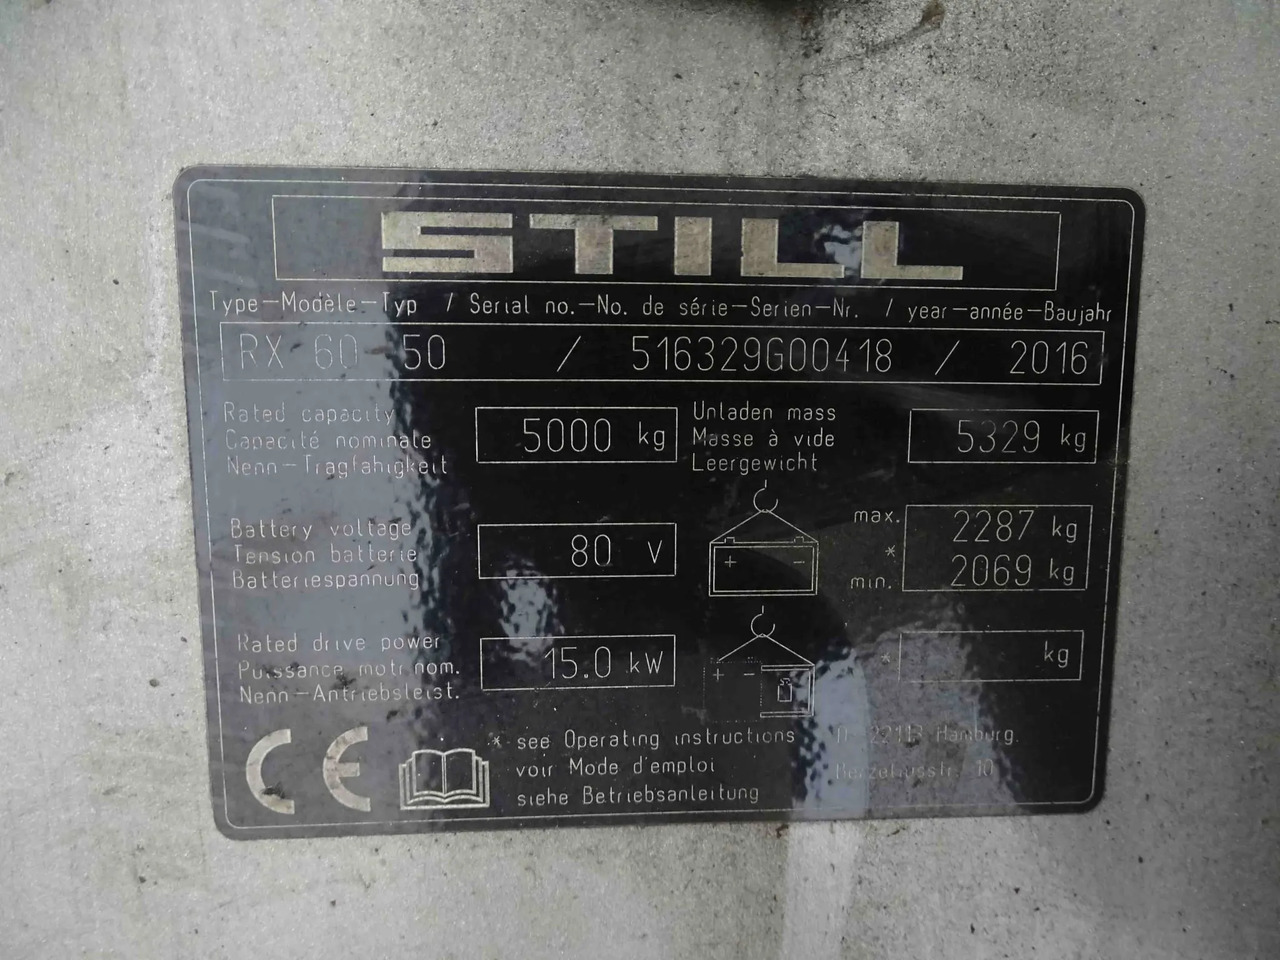 STILL
Type-Modèle-Typ / Serial no.-No. de série-Serien-Nr. / year-année-Baujahr
RX 60 50 / 516329G00418 / 2016
Rated capacity
Capacité nominale
Nenn-Tragfähigkeit
5000 kg
Unladen mass
Masse à vide
Leergewicht
5329 kg
Battery voltage
Tension batterie
Batteriespannung
80 V
+ -
max. 2287 kg
*
min. 2069 kg
Rated drive power
Puissance motr.nom.
Nenn-Antriebsleist.
15.0 kW
+ -
* kg
CE
* see Operating instructions
voir Mode d'emploi
siehe Betriebsanleitung
D-22113 Hamburg.
Berzeliusstr. 10